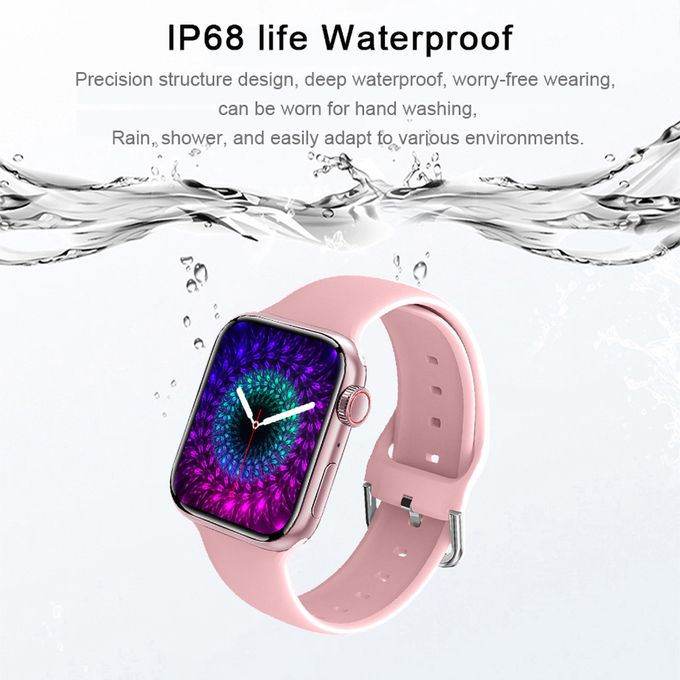 IP68 life Waterproof
Precision structure design, deep waterproof, worry-free wearing,
can be worn for hand washing,
Rain, shower, and easily adapt to various environments.